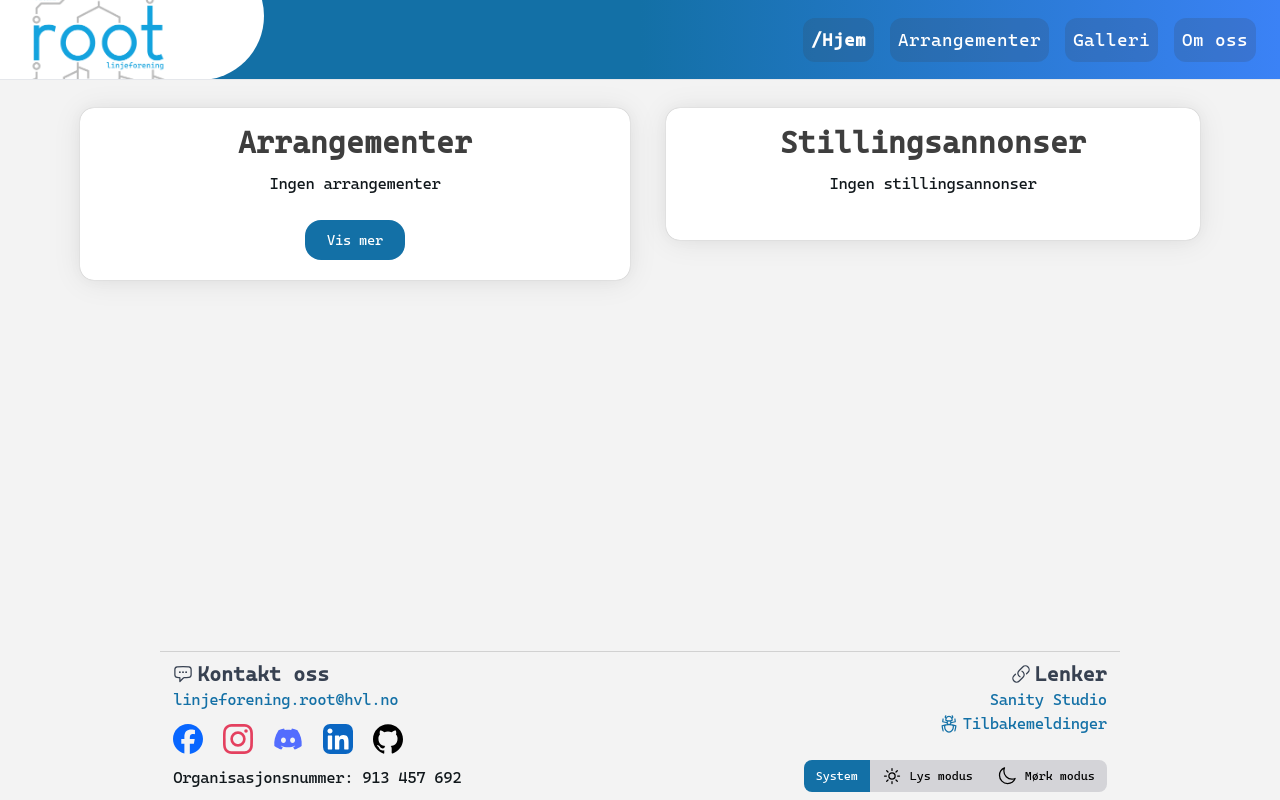 root
linjeforening
/Hjem
Arrangementer
Galleri
Om oss
Arrangementer
Ingen arrangementer
Vis mer
Stillingsannonser
Ingen stillingsannonser
Kontakt oss
linjeforening.root@hvl.no
Organisasjonsnummer: 913 457 692
Lenker
Sanity Studio
Tilbakemeldinger
System
Lys modus
Mørk modus